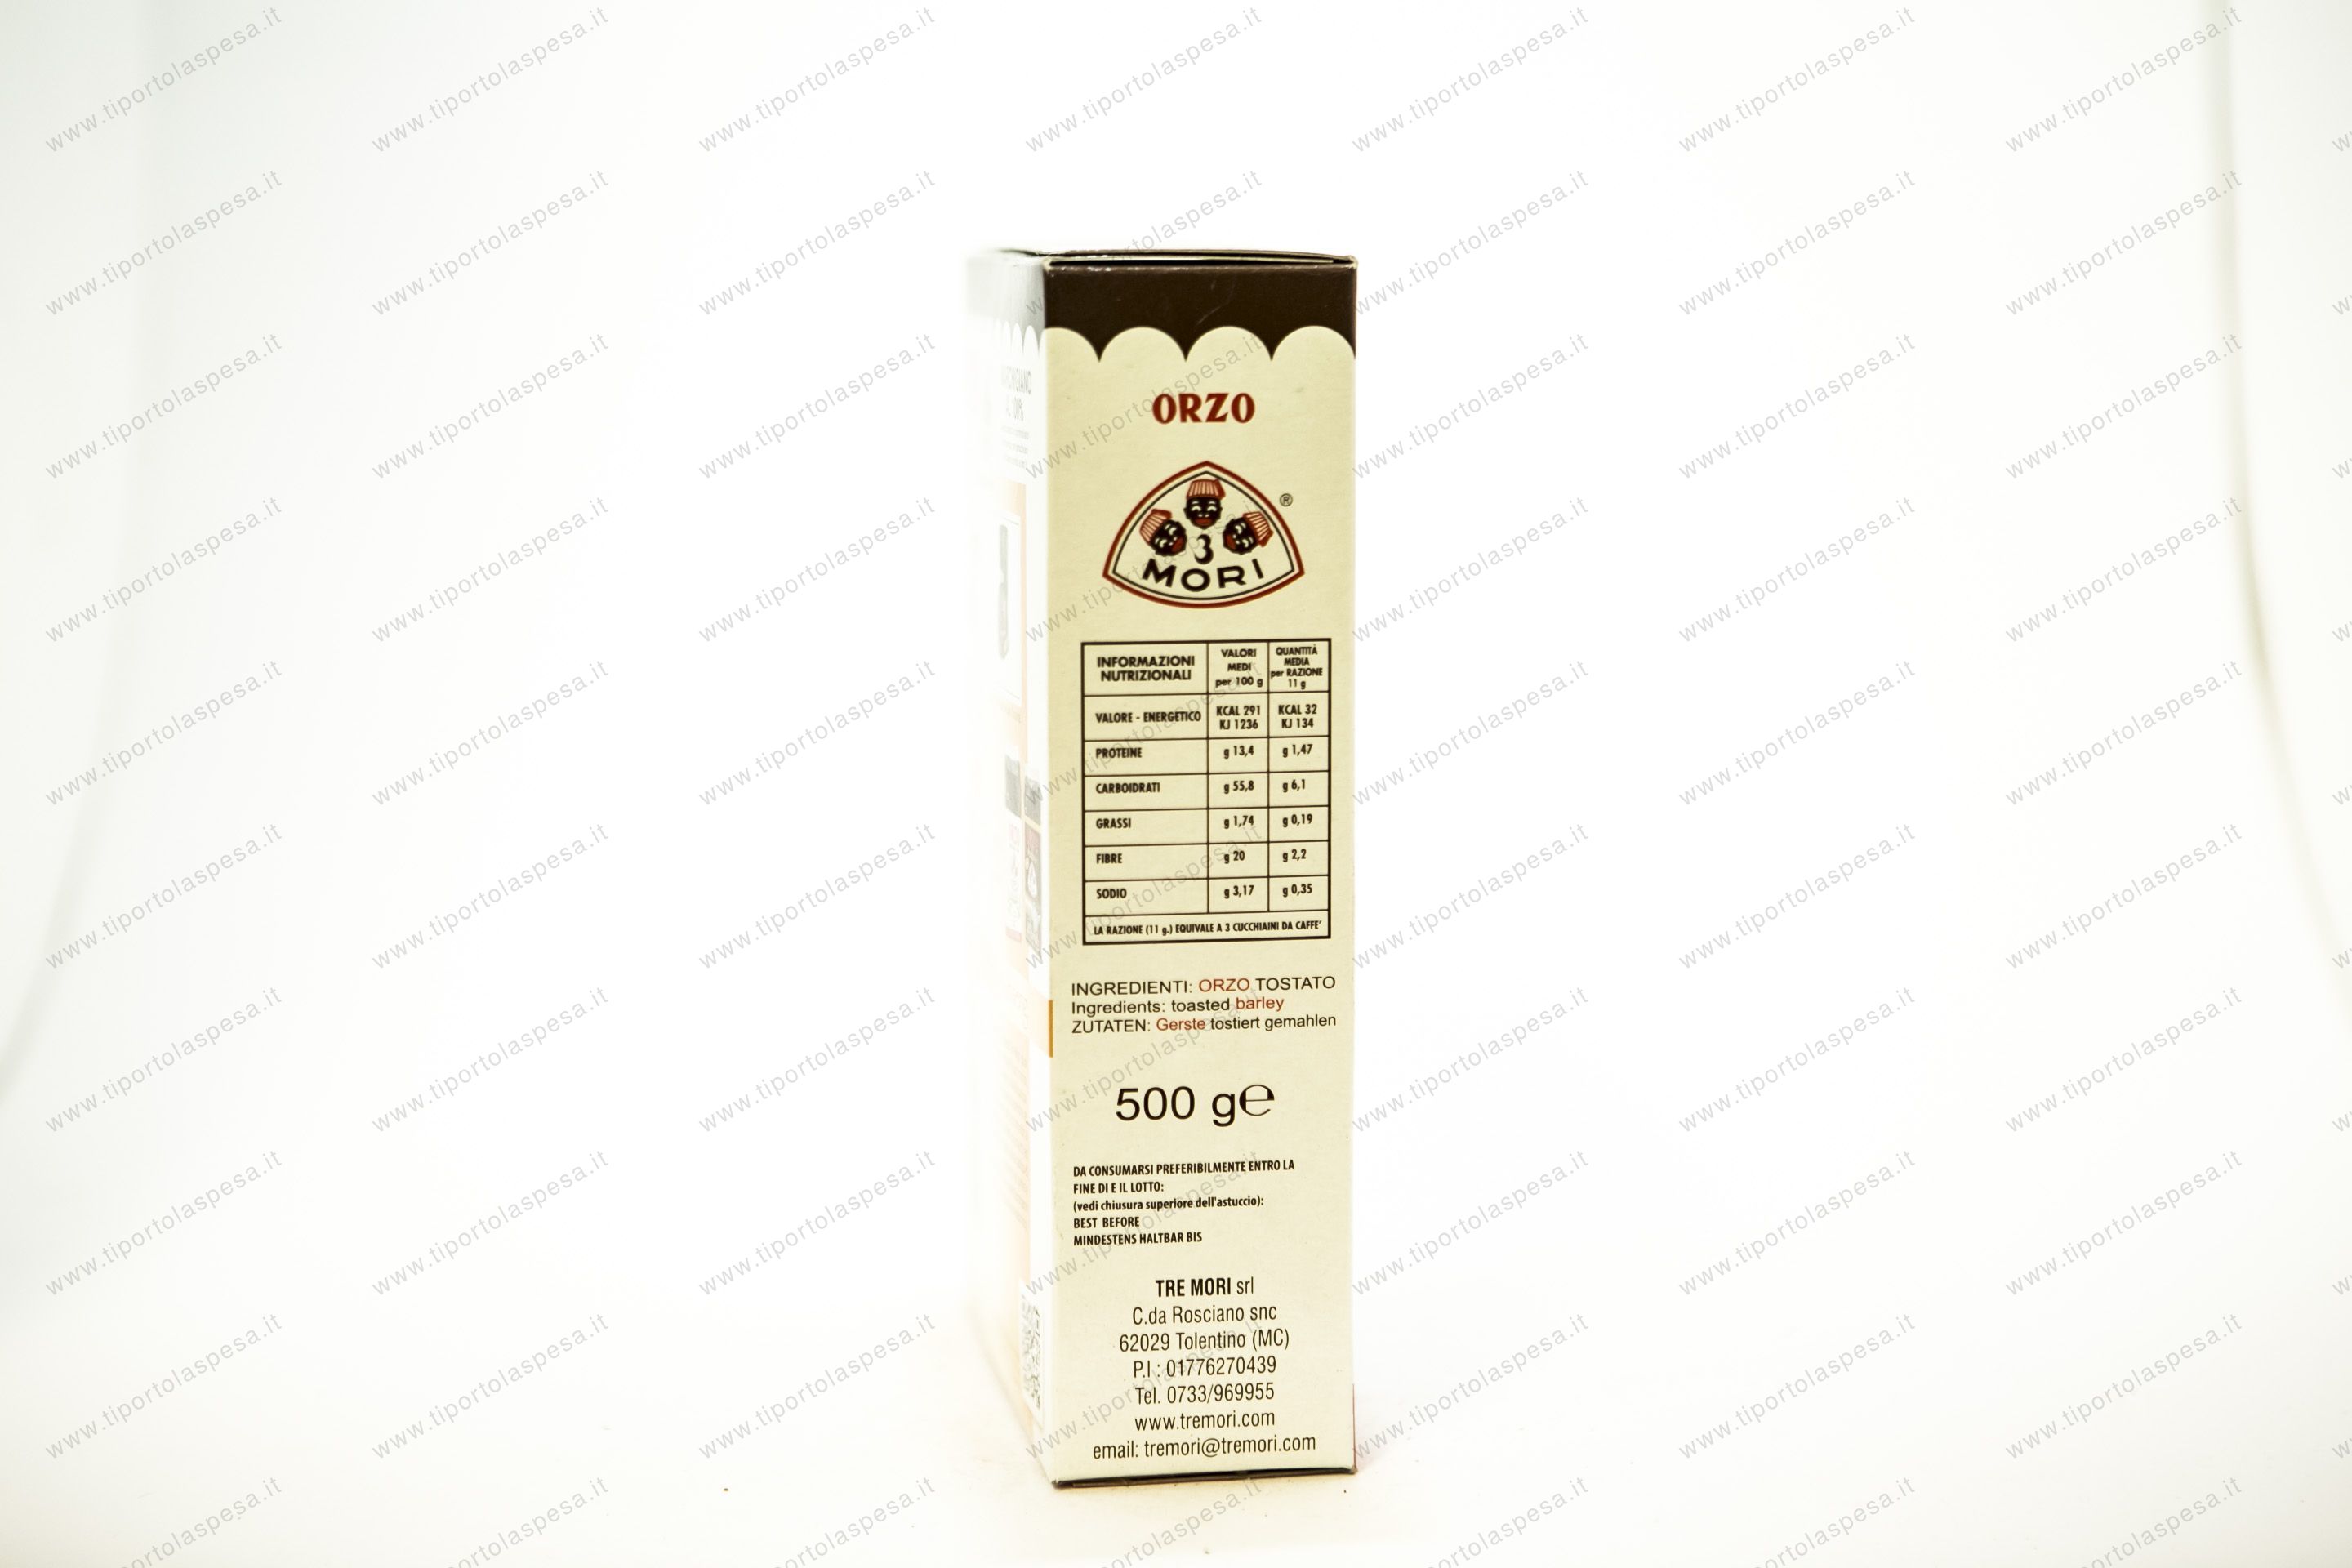 ORZO
®
3
MORI
INFORMAZIONI NUTRIZIONALI | VALORI MEDI per 100 g | QUANTITÀ MEDIA per RAZIONE 11 g
VALORE - ENERGETICO | KCAL 291 KJ 1236 | KCAL 32 KJ 134
PROTEINE | g 13,4 | g 1,47
CARBOIDRATI | g 55,8 | g 6,1
GRASSI | g 1,74 | g 0,19
FIBRE | g 20 | g 2,2
SODIO | g 3,17 | g 0,35
LA RAZIONE (11 g.) EQUIVALE A 3 CUCCHIAINI DA CAFFE'
INGREDIENTI: ORZO TOSTATO
Ingredients: toasted barley
ZUTATEN: Gerste tostiert gemahlen
500 g℮
DA CONSUMARSI PREFERIBILMENTE ENTRO LA
FINE DI E IL LOTTO:
(vedi chiusura superiore dell'astuccio):
BEST BEFORE
MINDESTENS HALTBAR BIS
TRE MORI srl
C.da Rosciano snc
62029 Tolentino (MC)
P.I : 01776270439
Tel. 0733/969955
www.tremori.com
email: tremori@tremori.com
www.tiportolaspesa.it